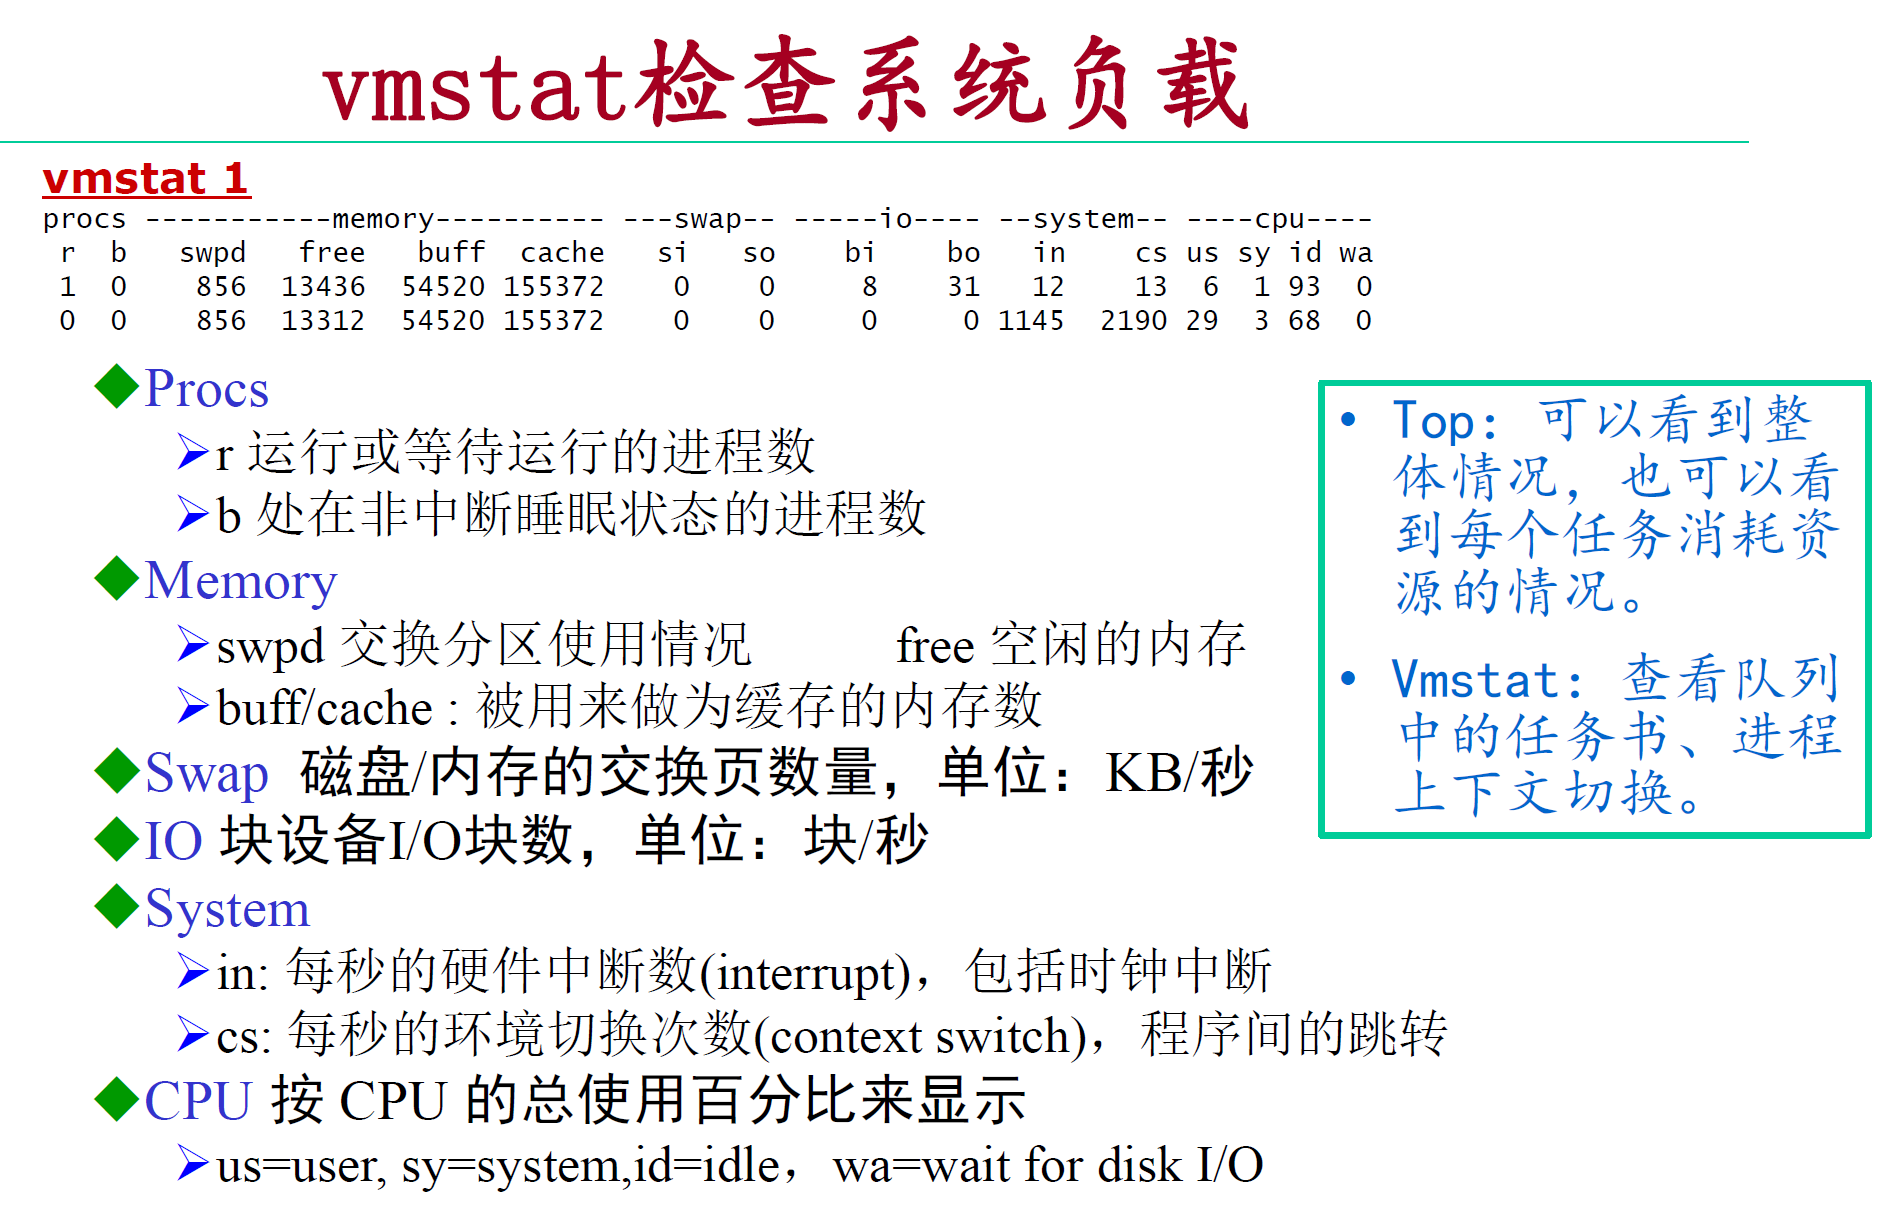 vmstat检查系统负载
vmstat 1
procs -----------memory---------- ---swap-- -----io---- --system-- ----cpu----
r b swpd free buff cache si so bi bo in cs us sy id wa
1 0 856 13436 54520 155372 0 0 8 31 12 13 6 1 93 0
0 0 856 13312 54520 155372 0 0 0 0 1145 2190 29 3 68 0
Procs
r 运行或等待运行的进程数
b 处在非中断睡眠状态的进程数
Memory
swpd 交换分区使用情况 free 空闲的内存
buff/cache : 被用来做为缓存的内存数
Swap 磁盘/内存的交换页数量，单位：KB/秒
IO 块设备I/O块数，单位：块/秒
System
in: 每秒的硬件中断数(interrupt)，包括时钟中断
cs: 每秒的环境切换次数(context switch)，程序间的跳转
CPU 按 CPU 的总使用百分比来显示
us=user, sy=system,id=idle，wa=wait for disk I/O
• Top：可以看到整
体情况，也可以看
到每个任务消耗资
源的情况。
• Vmstat：查看队列
中的任务书、进程
上下文切换。